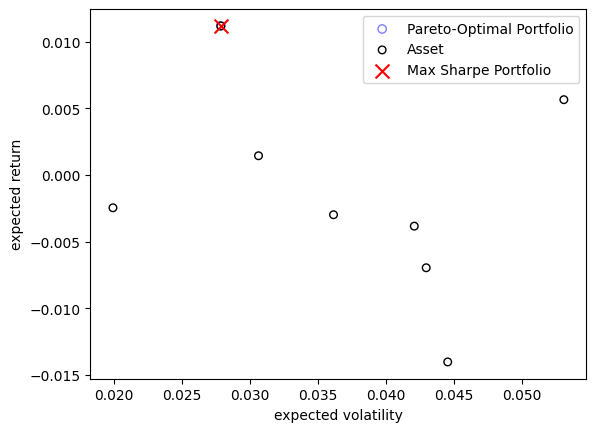 Pareto-Optimal Portfolio
Asset
Max Sharpe Portfolio
0.010
0.005
0.000
−0.005
−0.010
−0.015
expected return
0.020 0.025 0.030 0.035 0.040 0.045 0.050
expected volatility